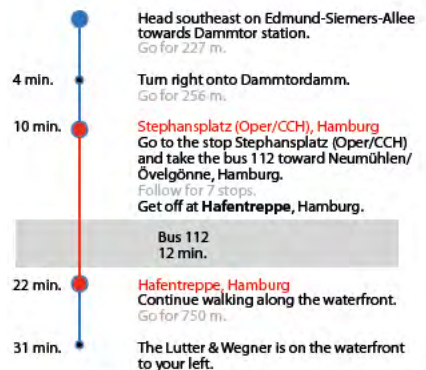 Head southeast on Edmund-Siemers-Allee
towards Dammtor station.
Go for 227 m.
4 min.
Turn right onto Dammtordamm.
Go for 256 m.
10 min.
Stephansplatz (Oper/CCH), Hamburg
Go to the stop Stephansplatz (Oper/CCH)
and take the bus 112 toward Neumühlen/
Övelgönne, Hamburg.
Follow for 7 stops.
Get off at Hafentreppe, Hamburg.
Bus 112
12 min.
22 min.
Hafentreppe, Hamburg
Continue walking along the waterfront.
Go for 750 m.
31 min.
The Lutter & Wegner is on the waterfront
to your left.